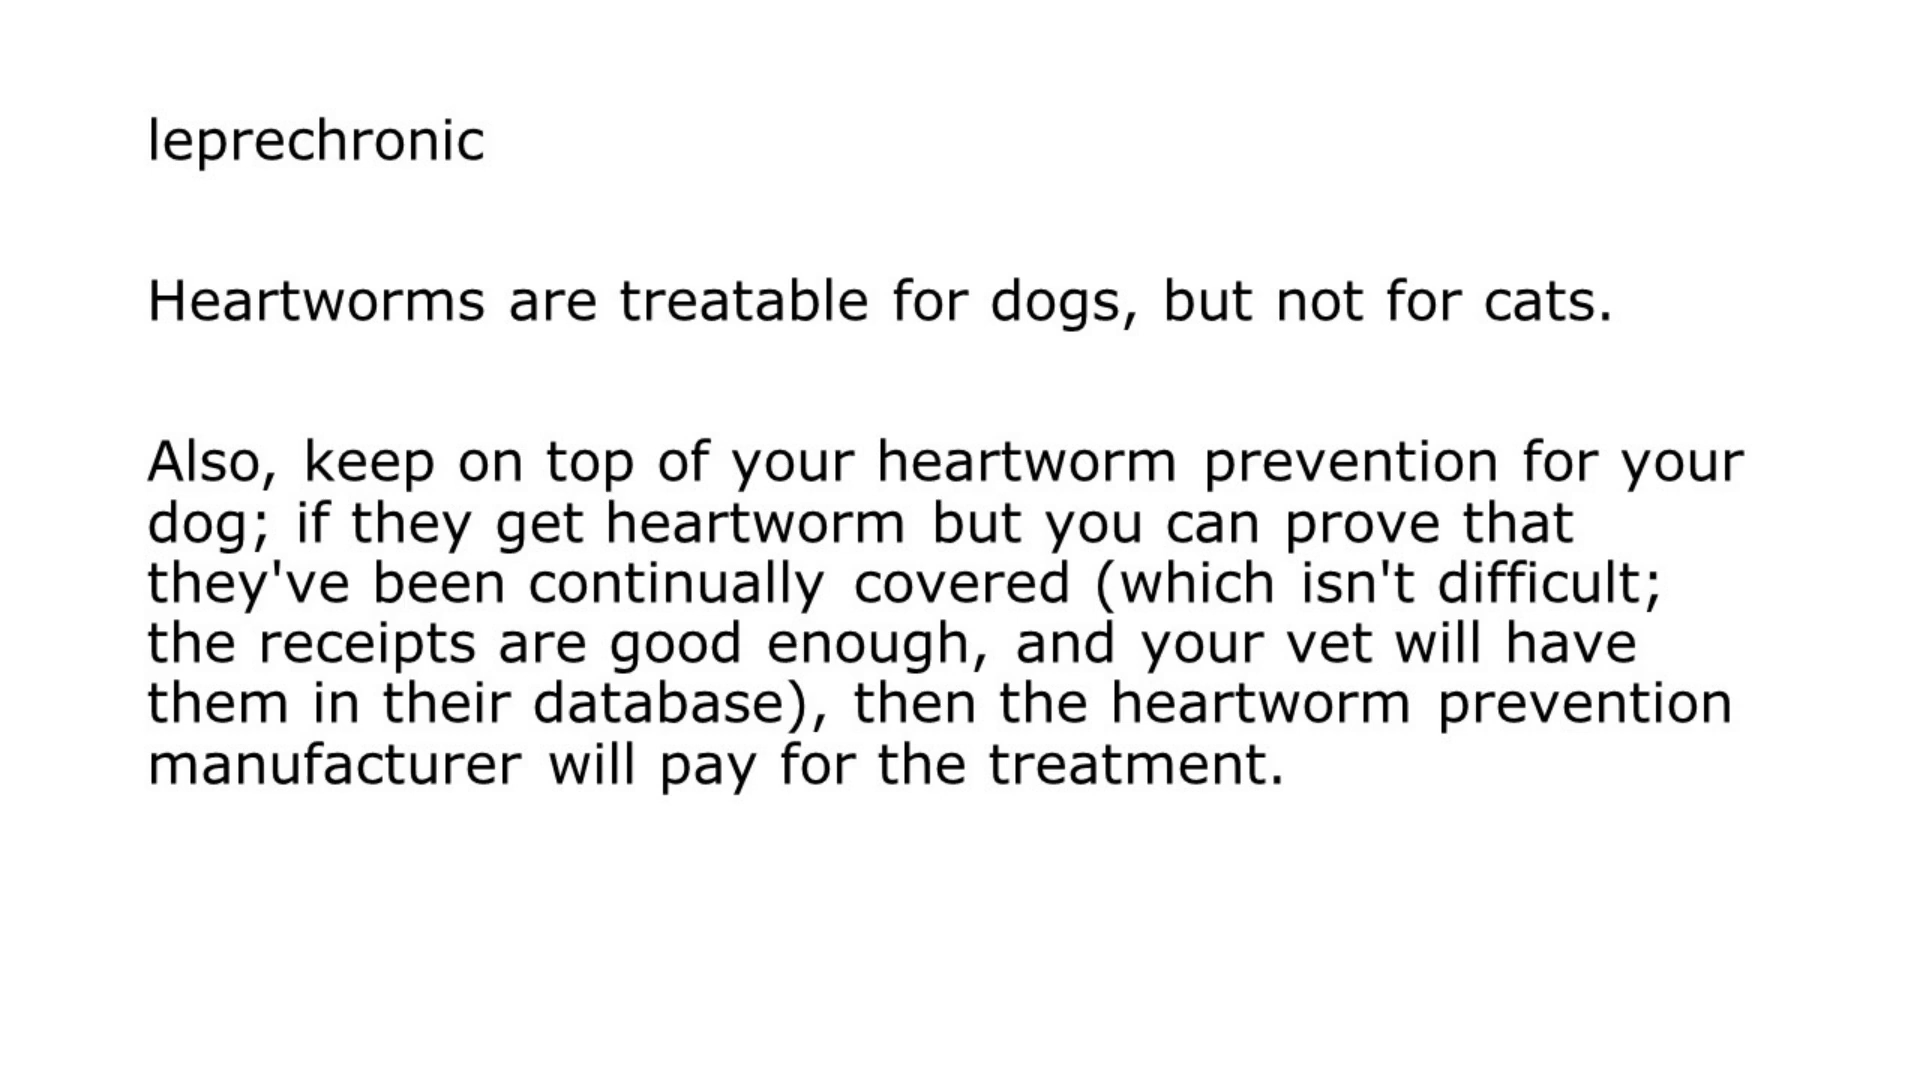 leprechronic
Heartworms are treatable for dogs, but not for cats.
Also, keep on top of your heartworm prevention for your
dog; if they get heartworm but you can prove that
they've been continually covered (which isn't difficult;
the receipts are good enough, and your vet will have
them in their database), then the heartworm prevention
manufacturer will pay for the treatment.